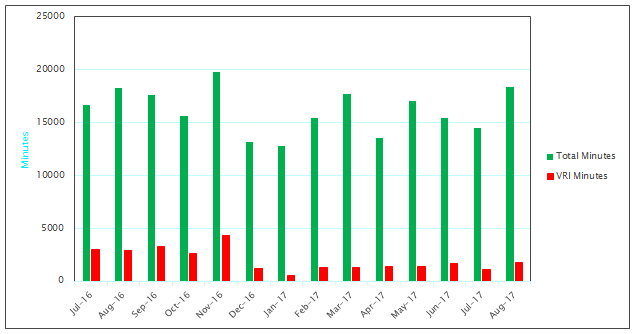 25000
20000
15000
10000
5000
0
Minutes
Jul-16
Aug-16
Sep-16
Oct-16
Nov-16
Dec-16
Jan-17
Feb-17
Mar-17
Apr-17
May-17
Jun-17
Jul-17
Aug-17
Total Minutes
VRI Minutes